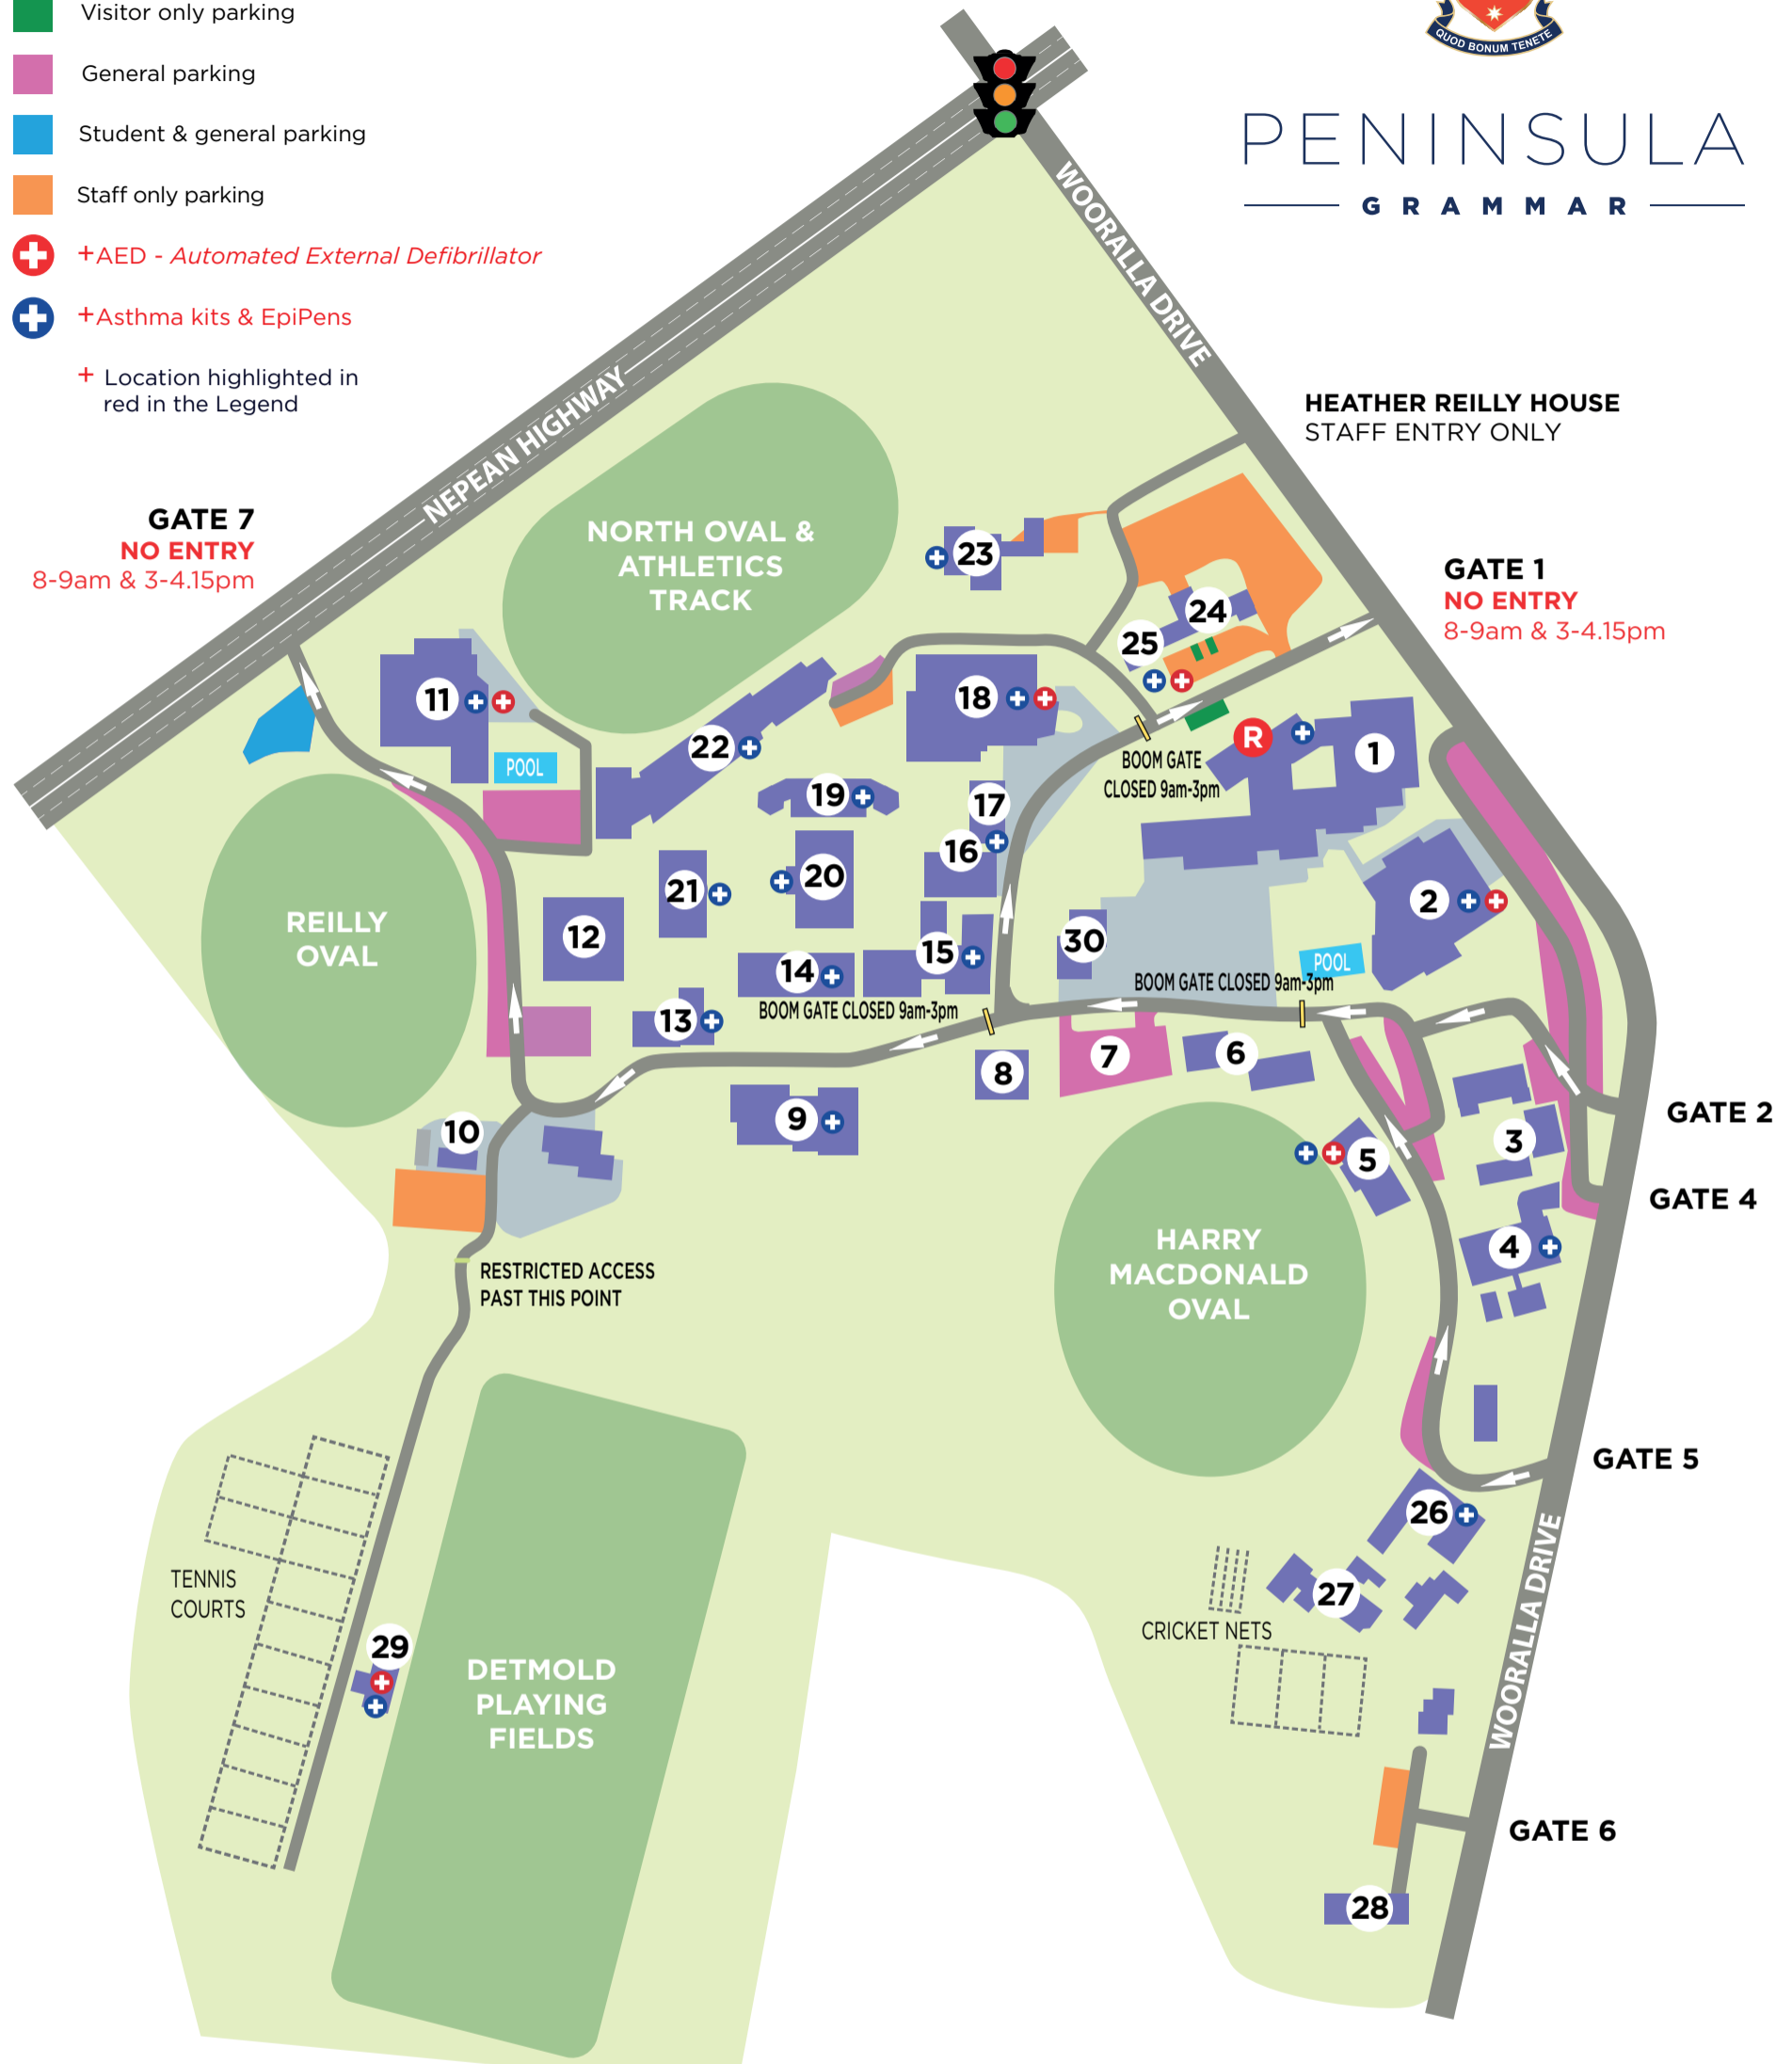 Visitor only parking
General parking
Student & general parking
Staff only parking
+AED - Automated External Defibrillator
+Asthma kits & EpiPens
+ Location highlighted in
red in the Legend
QUOD BONUM TENETE
PENINSULA
GRAMMAR
WOORALLA DRIVE
NEPEAN HIGHWAY
HEATHER REILLY HOUSE
STAFF ENTRY ONLY
GATE 7
NO ENTRY
8-9am & 3-4.15pm
NORTH OVAL &
ATHLETICS
TRACK
GATE 1
NO ENTRY
8-9am & 3-4.15pm
23
24
25
11
18
22
POOL
R
1
BOOM GATE
CLOSED 9am-3pm
19
17
16
21
20
2
REILLY
OVAL
12
30
15
14
POOL
BOOM GATE CLOSED 9am-3pm
BOOM GATE CLOSED 9am-3pm
13
8
7
6
GATE 2
9
10
3
5
GATE 4
4
HARRY
MACDONALD
OVAL
RESTRICTED ACCESS
PAST THIS POINT
GATE 5
26
27
TENNIS
COURTS
CRICKET NETS
WOORALLA DRIVE
29
DETMOLD
PLAYING
FIELDS
GATE 6
28